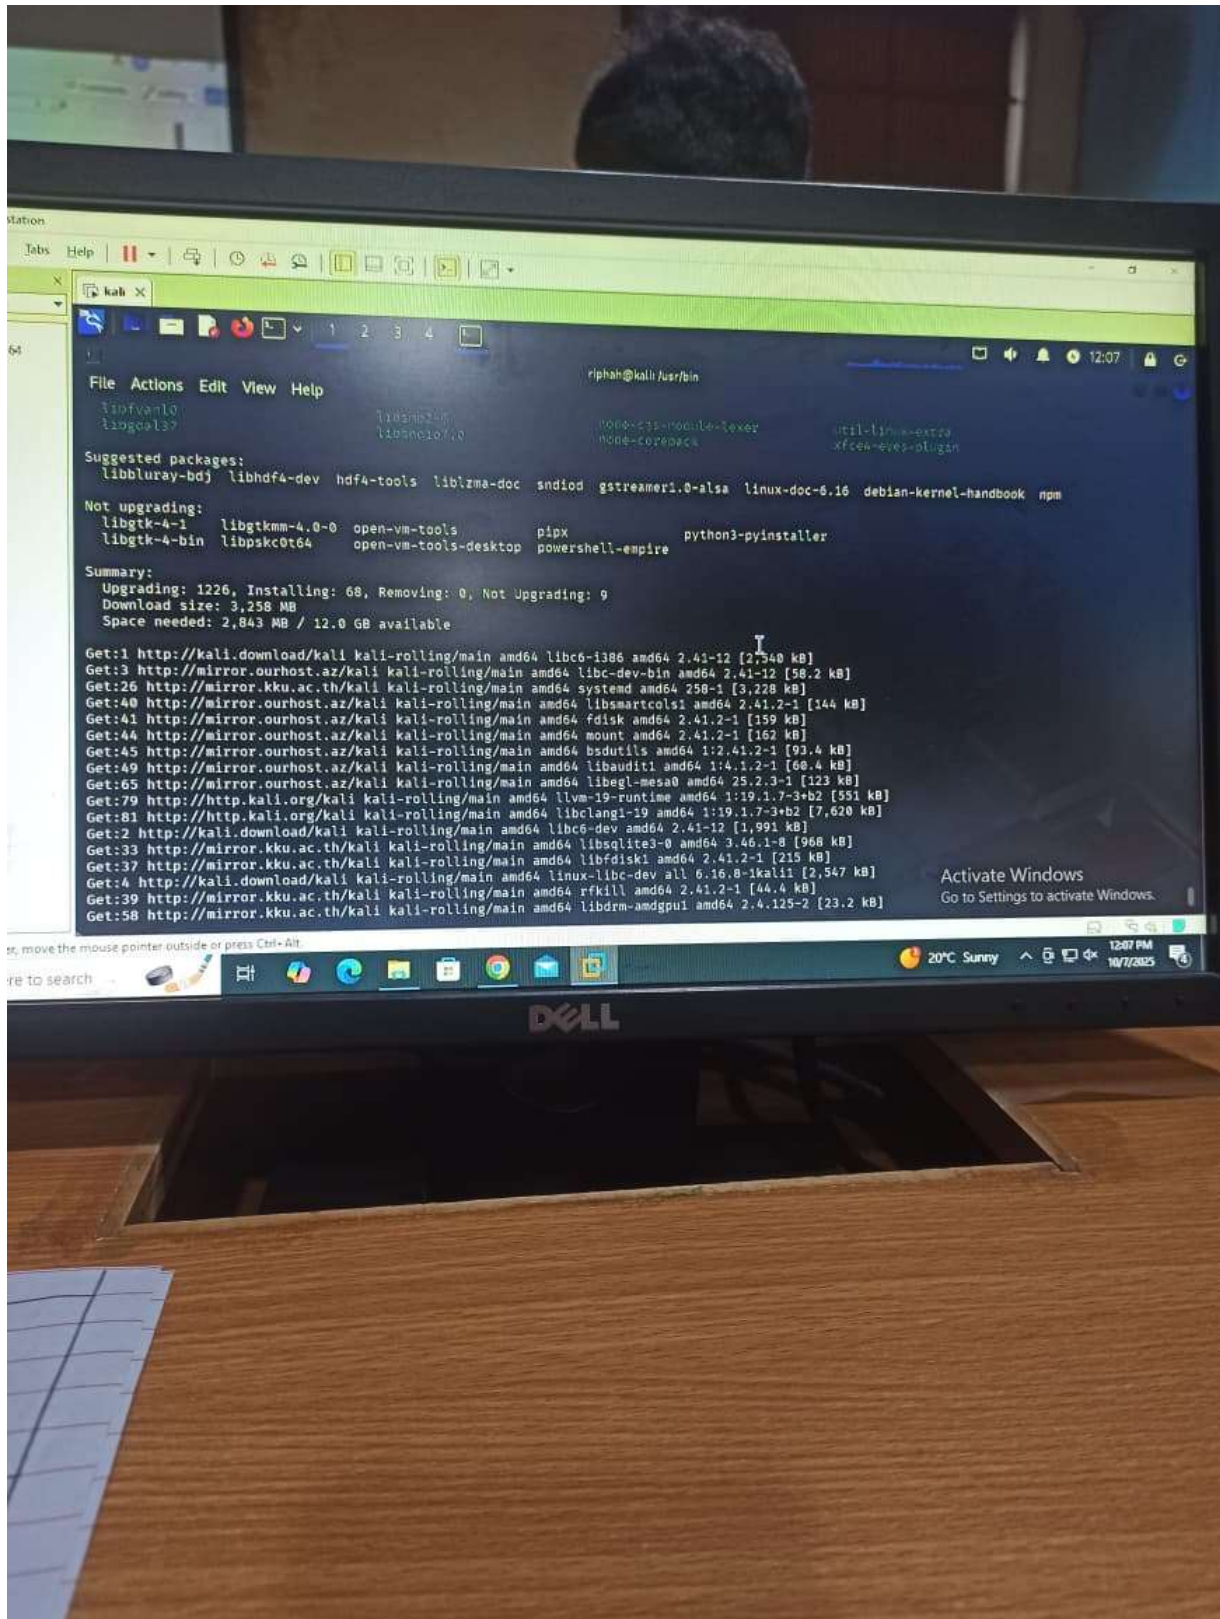 station
Tabs Help
kali
64
1 2 3 4
12:07
riphah@kali: /usr/bin
File Actions Edit View Help
libgdal37 node-cjs-module-lexer util-linux-extra
node-corepack xfce4-eyes-plugin
Suggested packages:
libbluray-bdj libhdf4-dev hdf4-tools liblzma-doc sndiod gstreamer1.0-alsa linux-doc-6.16 debian-kernel-handbook npm
Not upgrading:
libgtk-4-1 libgtkmm-4.0-0 open-vm-tools pipx python3-pyinstaller
libgtk-4-bin libpskc0t64 open-vm-tools-desktop powershell-empire
Summary:
Upgrading: 1226, Installing: 68, Removing: 0, Not Upgrading: 9
Download size: 3,258 MB
Space needed: 2,843 MB / 12.0 GB available
Get:1 http://kali.download/kali kali-rolling/main amd64 libc6-i386 amd64 2.41-12 [2,540 kB]
Get:3 http://mirror.ourhost.az/kali kali-rolling/main amd64 libc-dev-bin amd64 2.41-12 [58.2 kB]
Get:26 http://mirror.kku.ac.th/kali kali-rolling/main amd64 systemd amd64 258-1 [3,228 kB]
Get:40 http://mirror.ourhost.az/kali kali-rolling/main amd64 libsmartcols1 amd64 2.41.2-1 [144 kB]
Get:41 http://mirror.ourhost.az/kali kali-rolling/main amd64 fdisk amd64 2.41.2-1 [159 kB]
Get:44 http://mirror.ourhost.az/kali kali-rolling/main amd64 mount amd64 2.41.2-1 [162 kB]
Get:45 http://mirror.ourhost.az/kali kali-rolling/main amd64 bsdutils amd64 1:2.41.2-1 [93.4 kB]
Get:49 http://mirror.ourhost.az/kali kali-rolling/main amd64 libaudit1 amd64 1:4.1.2-1 [60.4 kB]
Get:65 http://mirror.ourhost.az/kali kali-rolling/main amd64 libegl-mesa0 amd64 25.2.3-1 [123 kB]
Get:79 http://http.kali.org/kali kali-rolling/main amd64 llvm-19-runtime amd64 1:19.1.7-3+b2 [551 kB]
Get:81 http://http.kali.org/kali kali-rolling/main amd64 libclang1-19 amd64 1:19.1.7-3+b2 [7,620 kB]
Get:2 http://kali.download/kali kali-rolling/main amd64 libc6-dev amd64 2.41-12 [1,991 kB]
Get:33 http://mirror.kku.ac.th/kali kali-rolling/main amd64 libsqlite3-0 amd64 3.46.1-8 [968 kB]
Get:37 http://mirror.kku.ac.th/kali kali-rolling/main amd64 libfdisk1 amd64 2.41.2-1 [215 kB]
Get:4 http://kali.download/kali kali-rolling/main amd64 linux-libc-dev all 6.16.8-1kali1 [2,547 kB]
Get:39 http://mirror.kku.ac.th/kali kali-rolling/main amd64 rfkill amd64 2.41.2-1 [44.4 kB]
Get:58 http://mirror.kku.ac.th/kali kali-rolling/main amd64 libdrm-amdgpu1 amd64 2.4.125-2 [23.2 kB]
Activate Windows
Go to Settings to activate Windows.
er, move the mouse pointer outside or press Ctrl+Alt.
re to search
20°C Sunny
12:07 PM
10/7/2025
4
DELL